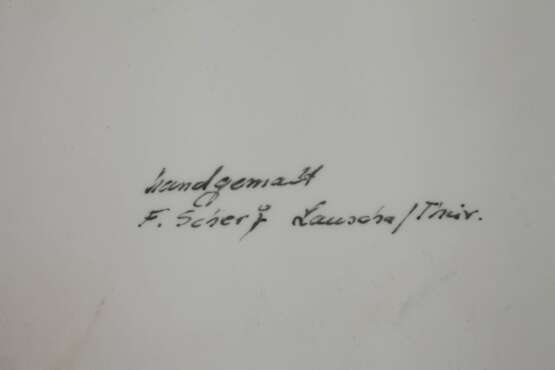 handgemalt
F. Scherf Lauscha/Thür.